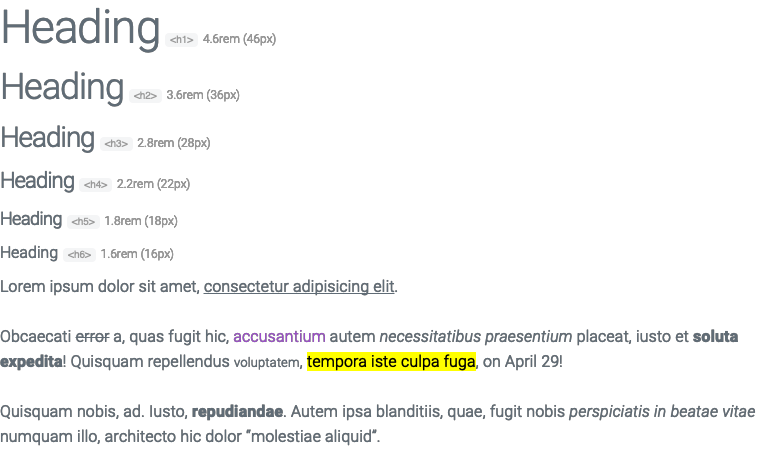 Heading <h1> 4.6rem (46px)
Heading <h2> 3.6rem (36px)
Heading <h3> 2.8rem (28px)
Heading <h4> 2.2rem (22px)
Heading <h5> 1.8rem (18px)
Heading <h6> 1.6rem (16px)
Lorem ipsum dolor sit amet, consectetur adipisicing elit.
Obcaecati error a, quas fugit hic, accusantium autem necessitatibus praesentium placeat, iusto et soluta
expedita! Quisquam repellendus voluptatem, tempora iste culpa fuga, on April 29!
Quisquam nobis, ad. Iusto, repudiandae. Autem ipsa blanditiis, quae, fugit nobis perspiciatis in beatae vitae
numquam illo, architecto hic dolor “molestiae aliquid”.